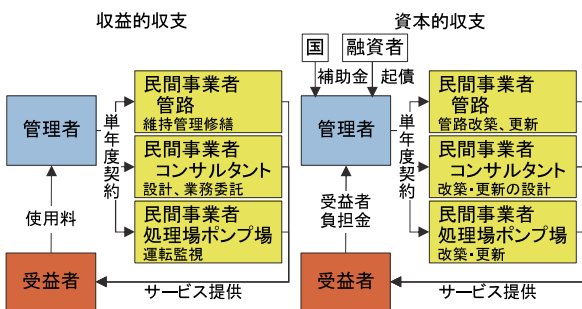 収益的収支
管理者
単年度契約
民間事業者
管路
維持管理修繕
民間事業者
コンサルタント
設計、業務委託
民間事業者
処理場ポンプ場
運転監視
使用料
受益者
サービス提供
資本的収支
国
融資者
補助金
起債
管理者
単年度契約
民間事業者
管路
管路改築、更新
民間事業者
コンサルタント
改築・更新の設計
民間事業者
処理場ポンプ場
改築・更新
受益者
負担金
受益者
サービス提供